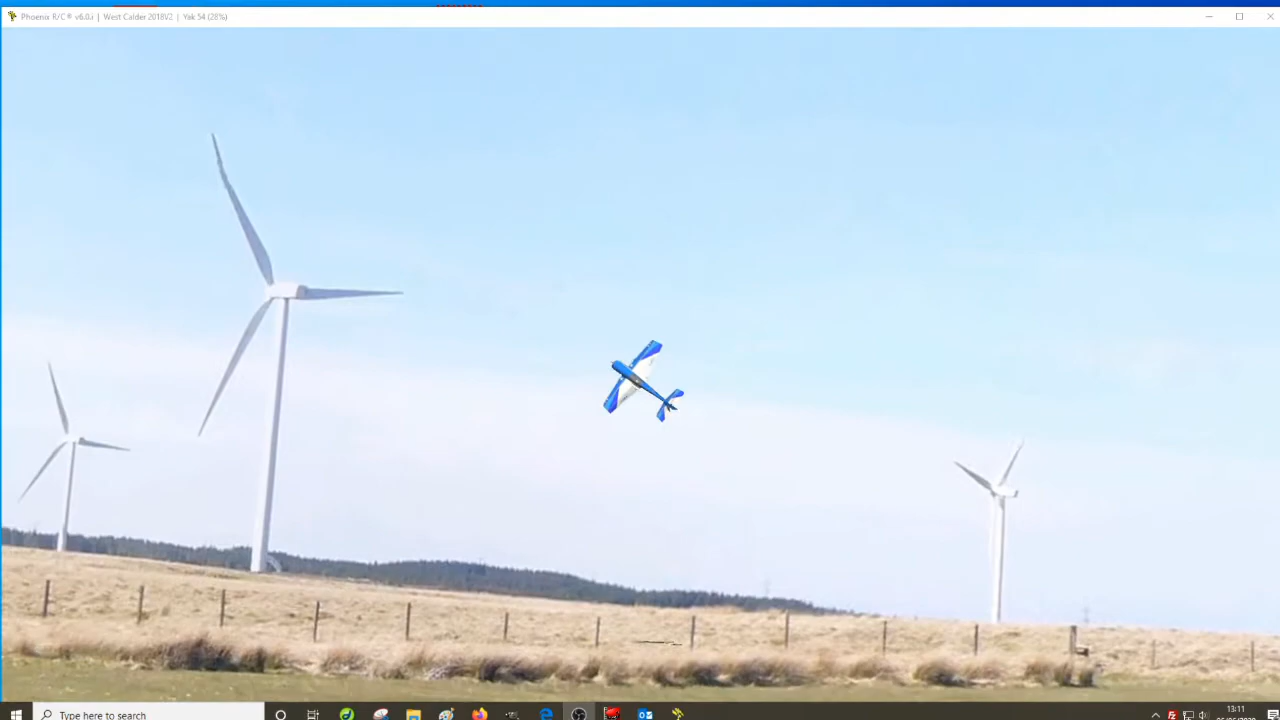 Phoenix R/C® v6.0.i | West Calder 2018V2 | Yak 54 (28%)
Type here to search
13:11